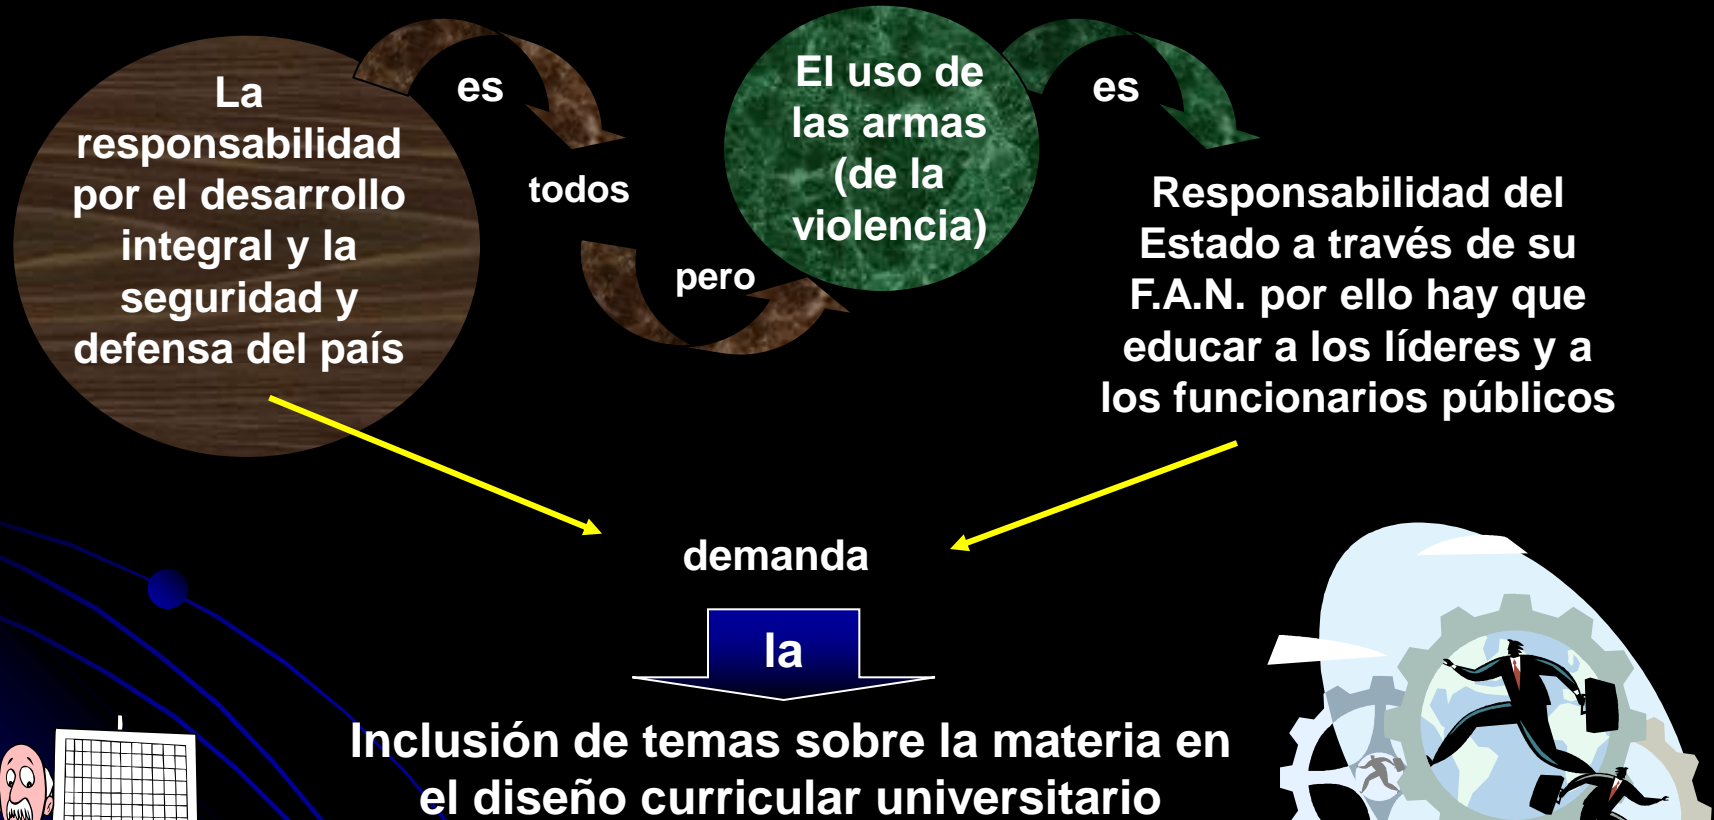 La
responsabilidad
por el desarrollo
integral y la
seguridad y
defensa del país
es
todos
pero
El uso de
las armas
(de la
violencia)
es
Responsabilidad del
Estado a través de su
F.A.N. por ello hay que
educar a los líderes y a
los funcionarios públicos
demanda
la
Inclusión de temas sobre la materia en
el diseño curricular universitario